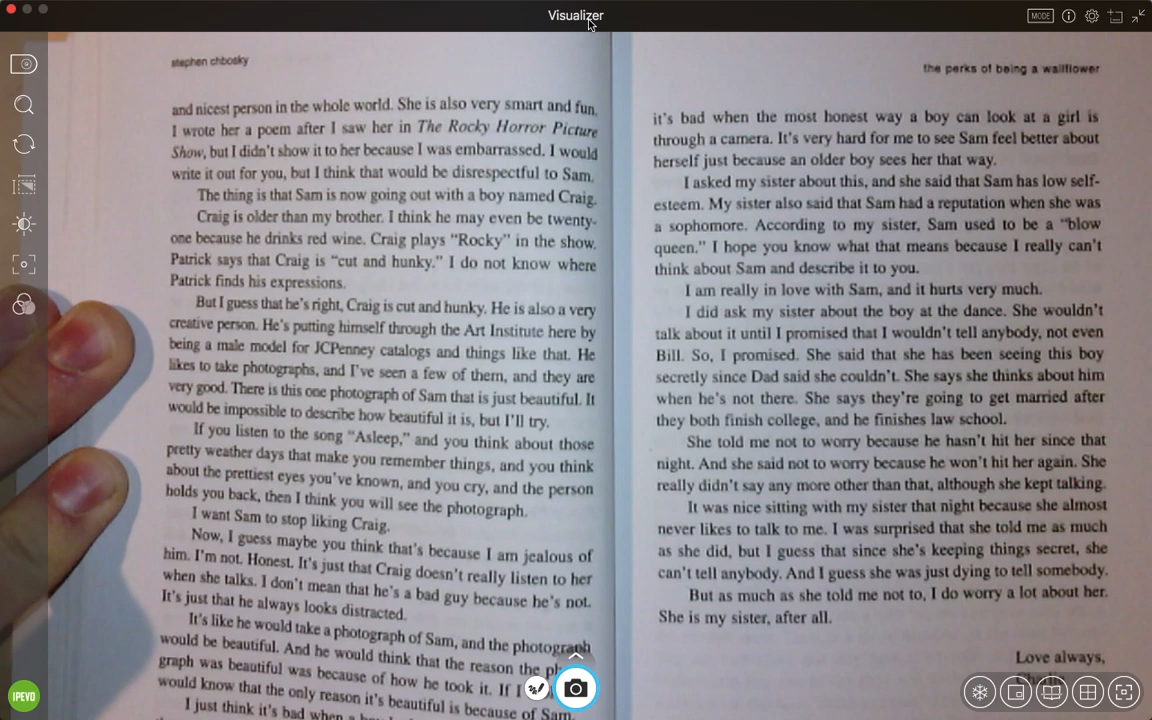 Visualizer
MODE
stephen chbosky
and nicest person in the whole world. She is also very smart and fun.
I wrote her a poem after I saw her in The Rocky Horror Picture
Show, but I didn't show it to her because I was embarrassed. I would
write it out for you, but I think that would be disrespectful to Sam.
The thing is that Sam is now going out with a boy named Craig.
Craig is older than my brother. I think he may even be twenty-
one because he drinks red wine. Craig plays "Rocky" in the show.
Patrick says that Craig is "cut and hunky." I do not know where
Patrick finds his expressions.
But I guess that he's right, Craig is cut and hunky. He is also a very
creative person. He's putting himself through the Art Institute here by
being a male model for JCPenney catalogs and things like that. He
likes to take photographs, and I've seen a few of them, and they are
very good. There is this one photograph of Sam that is just beautiful. It
would be impossible to describe how beautiful it is, but I'll try.
If you listen to the song "Asleep," and you think about those
pretty weather days that make you remember things, and you think
about the prettiest eyes you've known, and you cry, and the person
holds you back, then I think you will see the photograph.
I want Sam to stop liking Craig.
Now, I guess maybe you think that's because I am jealous of
him. I'm not. Honest. It's just that Craig doesn't really listen to her
when she talks. I don't mean that he's a bad guy because he's not.
It's just that he always looks distracted.
It's like he would take a photograph of Sam, and the photograph
would be beautiful. And he would think that the reason the
graph was beautiful was because of how he took it. If I
would know that the only reason it's beautiful is because of Sam.
I just think it's bad when a
the perks of being a wallflower
it's bad when the most honest way a boy can look at a girl is
through a camera. It's very hard for me to see Sam feel better about
herself just because an older boy sees her that way.
I asked my sister about this, and she said that Sam has low self-
esteem. My sister also said that Sam had a reputation when she was
a sophomore. According to my sister, Sam used to be a "blow
queen." I hope you know what that means because I really can't
think about Sam and describe it to you.
I am really in love with Sam, and it hurts very much.
I did ask my sister about the boy at the dance. She wouldn't
talk about it until I promised that I wouldn't tell anybody, not even
Bill. So, I promised. She said that she has been seeing this boy
secretly since Dad said she couldn't. She says she thinks about him
when he's not there. She says they're going to get married after
they both finish college, and he finishes law school.
She told me not to worry because he hasn't hit her since that
night. And she said not to worry because he won't hit her again. She
really didn't say any more other than that, although she kept talking.
It was nice sitting with my sister that night because she almost
never likes to talk to me. I was surprised that she told me as much
as she did, but I guess that since she's keeping things secret, she
can't tell anybody. And I guess she was just dying to tell somebody.
But as much as she told me not to, I do worry a lot about her.
She is my sister, after all.
Love always,
IPEVO